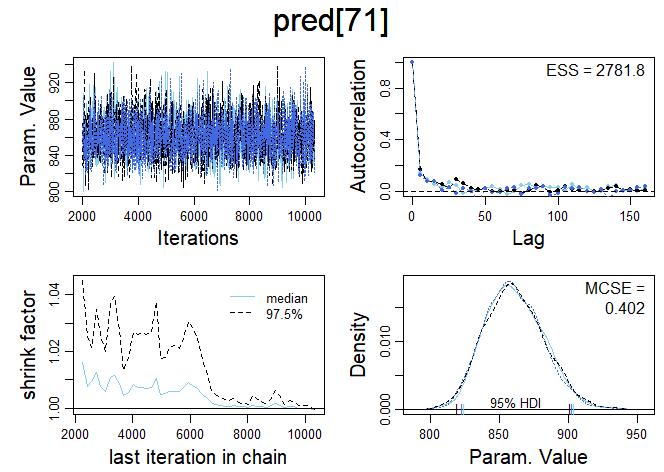 pred[71]
Param. Value
800 840 880 920
2000 4000 6000 8000 10000
Iterations
Autocorrelation
0.0 0.4 0.8
ESS = 2781.8
0 50 100 150
Lag
shrink factor
1.00 1.02 1.04
median
97.5%
2000 4000 6000 8000 10000
last iteration in chain
Density
0.000 0.010
MCSE =
0.402
95% HDI
800 850 900 950
Param. Value